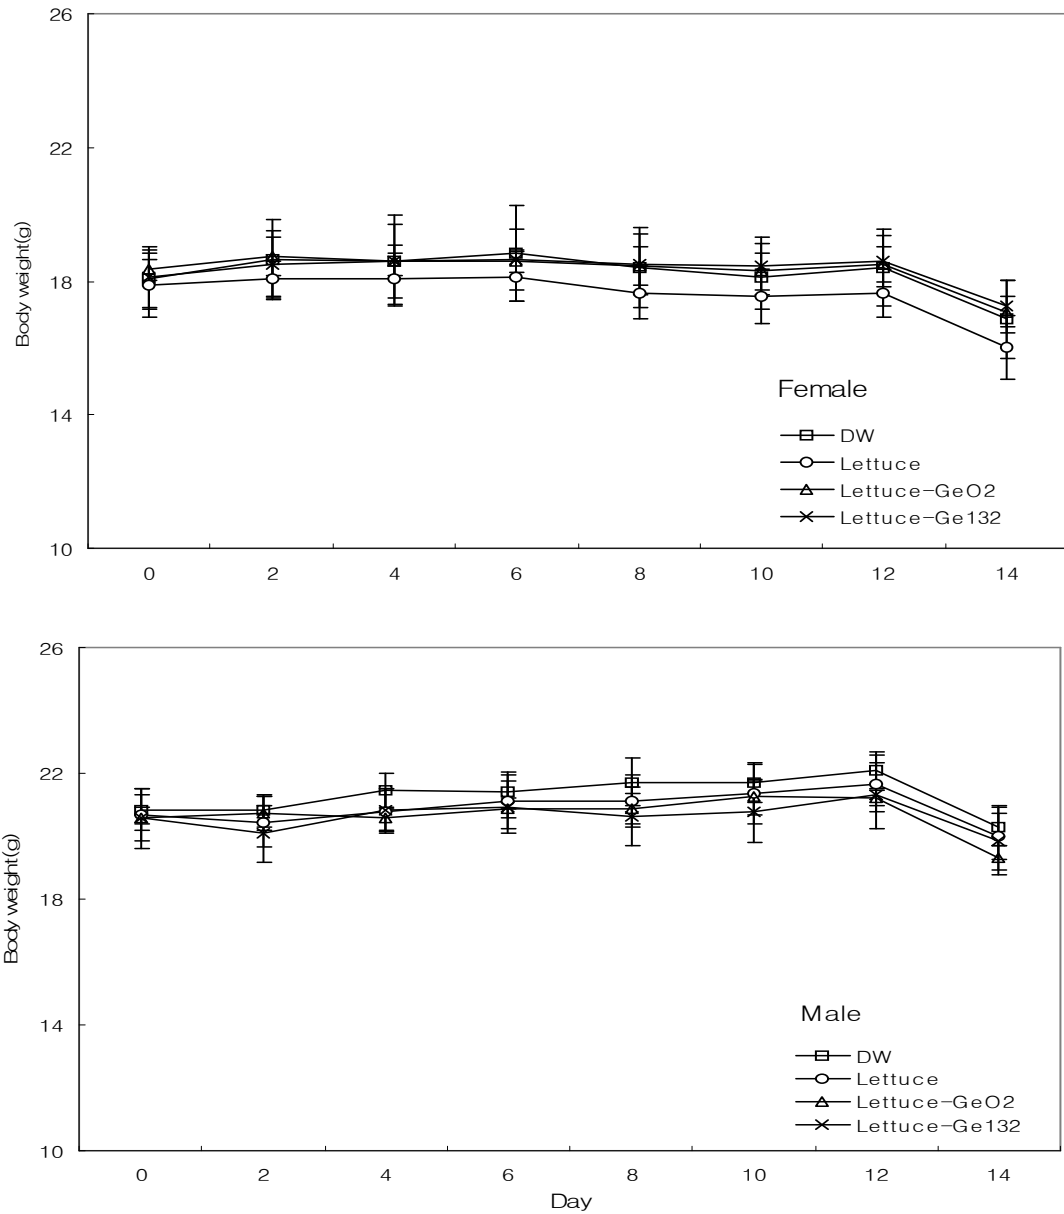 26
22
18
14
10
Body weight(g)
Female
DW
Lettuce
Lettuce-GeO2
Lettuce-Ge132
0 2 4 6 8 10 12 14
26
22
18
14
10
Body weight(g)
Male
DW
Lettuce
Lettuce-GeO2
Lettuce-Ge132
0 2 4 6 8 10 12 14
Day